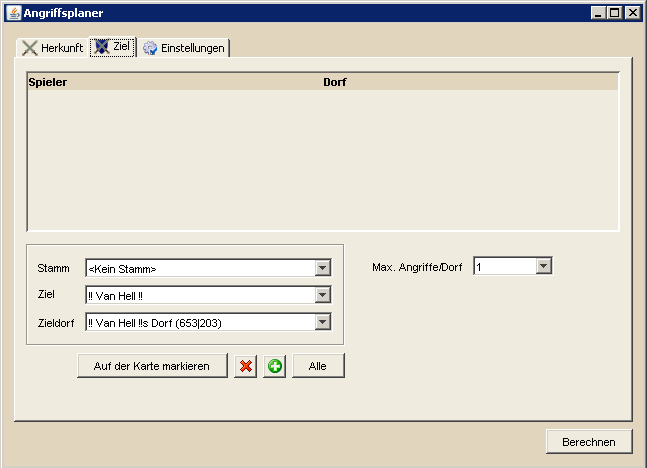 Angriffsplaner
Herkunft Ziel Einstellungen
Spieler Dorf
Stamm <Kein Stamm> Max. Angriffe/Dorf 1
Ziel !! Van Hell !!
Zieldorf !! Van Hell !!s Dorf (653|203)
Auf der Karte markieren Alle
Berechnen